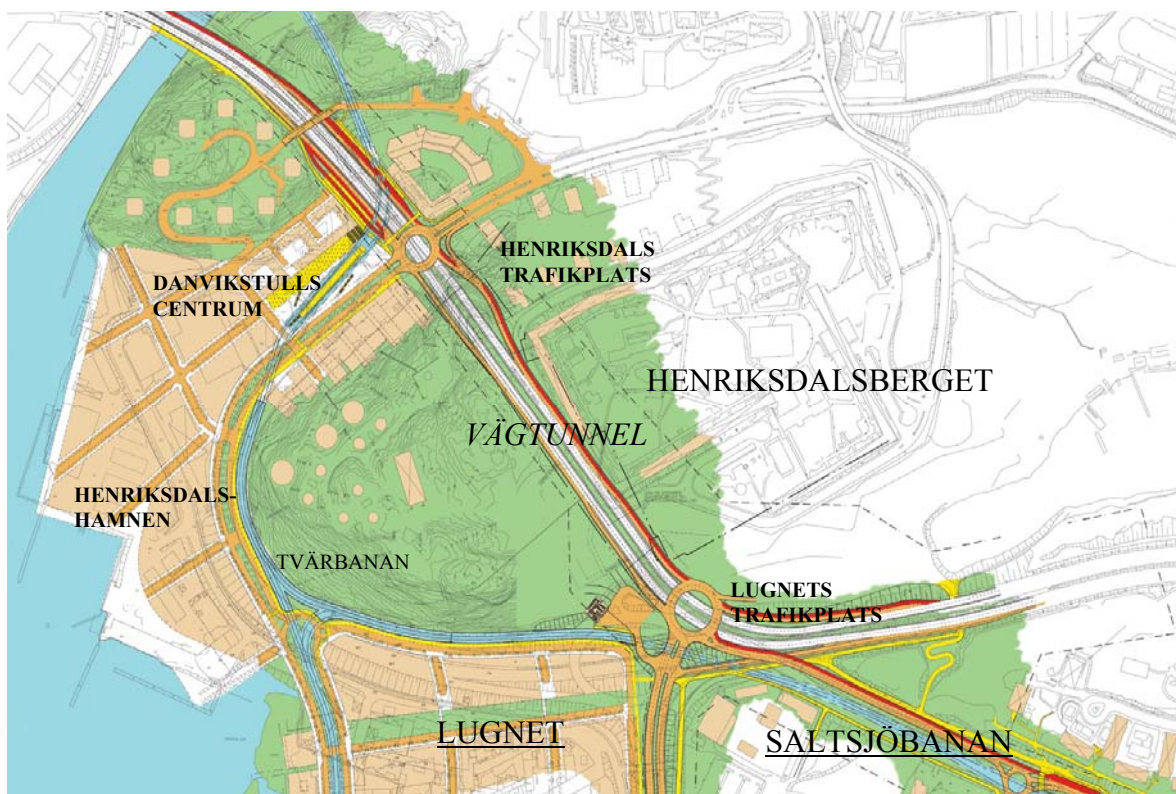 HENRIKSDALS
TRAFIKPLATS
DANVIKSTULLS
CENTRUM
HENRIKSDALSBERGET
VÄGTUNNEL
HENRIKSDALS-
HAMNEN
TVÄRBANAN
LUGNETS
TRAFIKPLATS
LUGNET
SALTSJÖBANAN